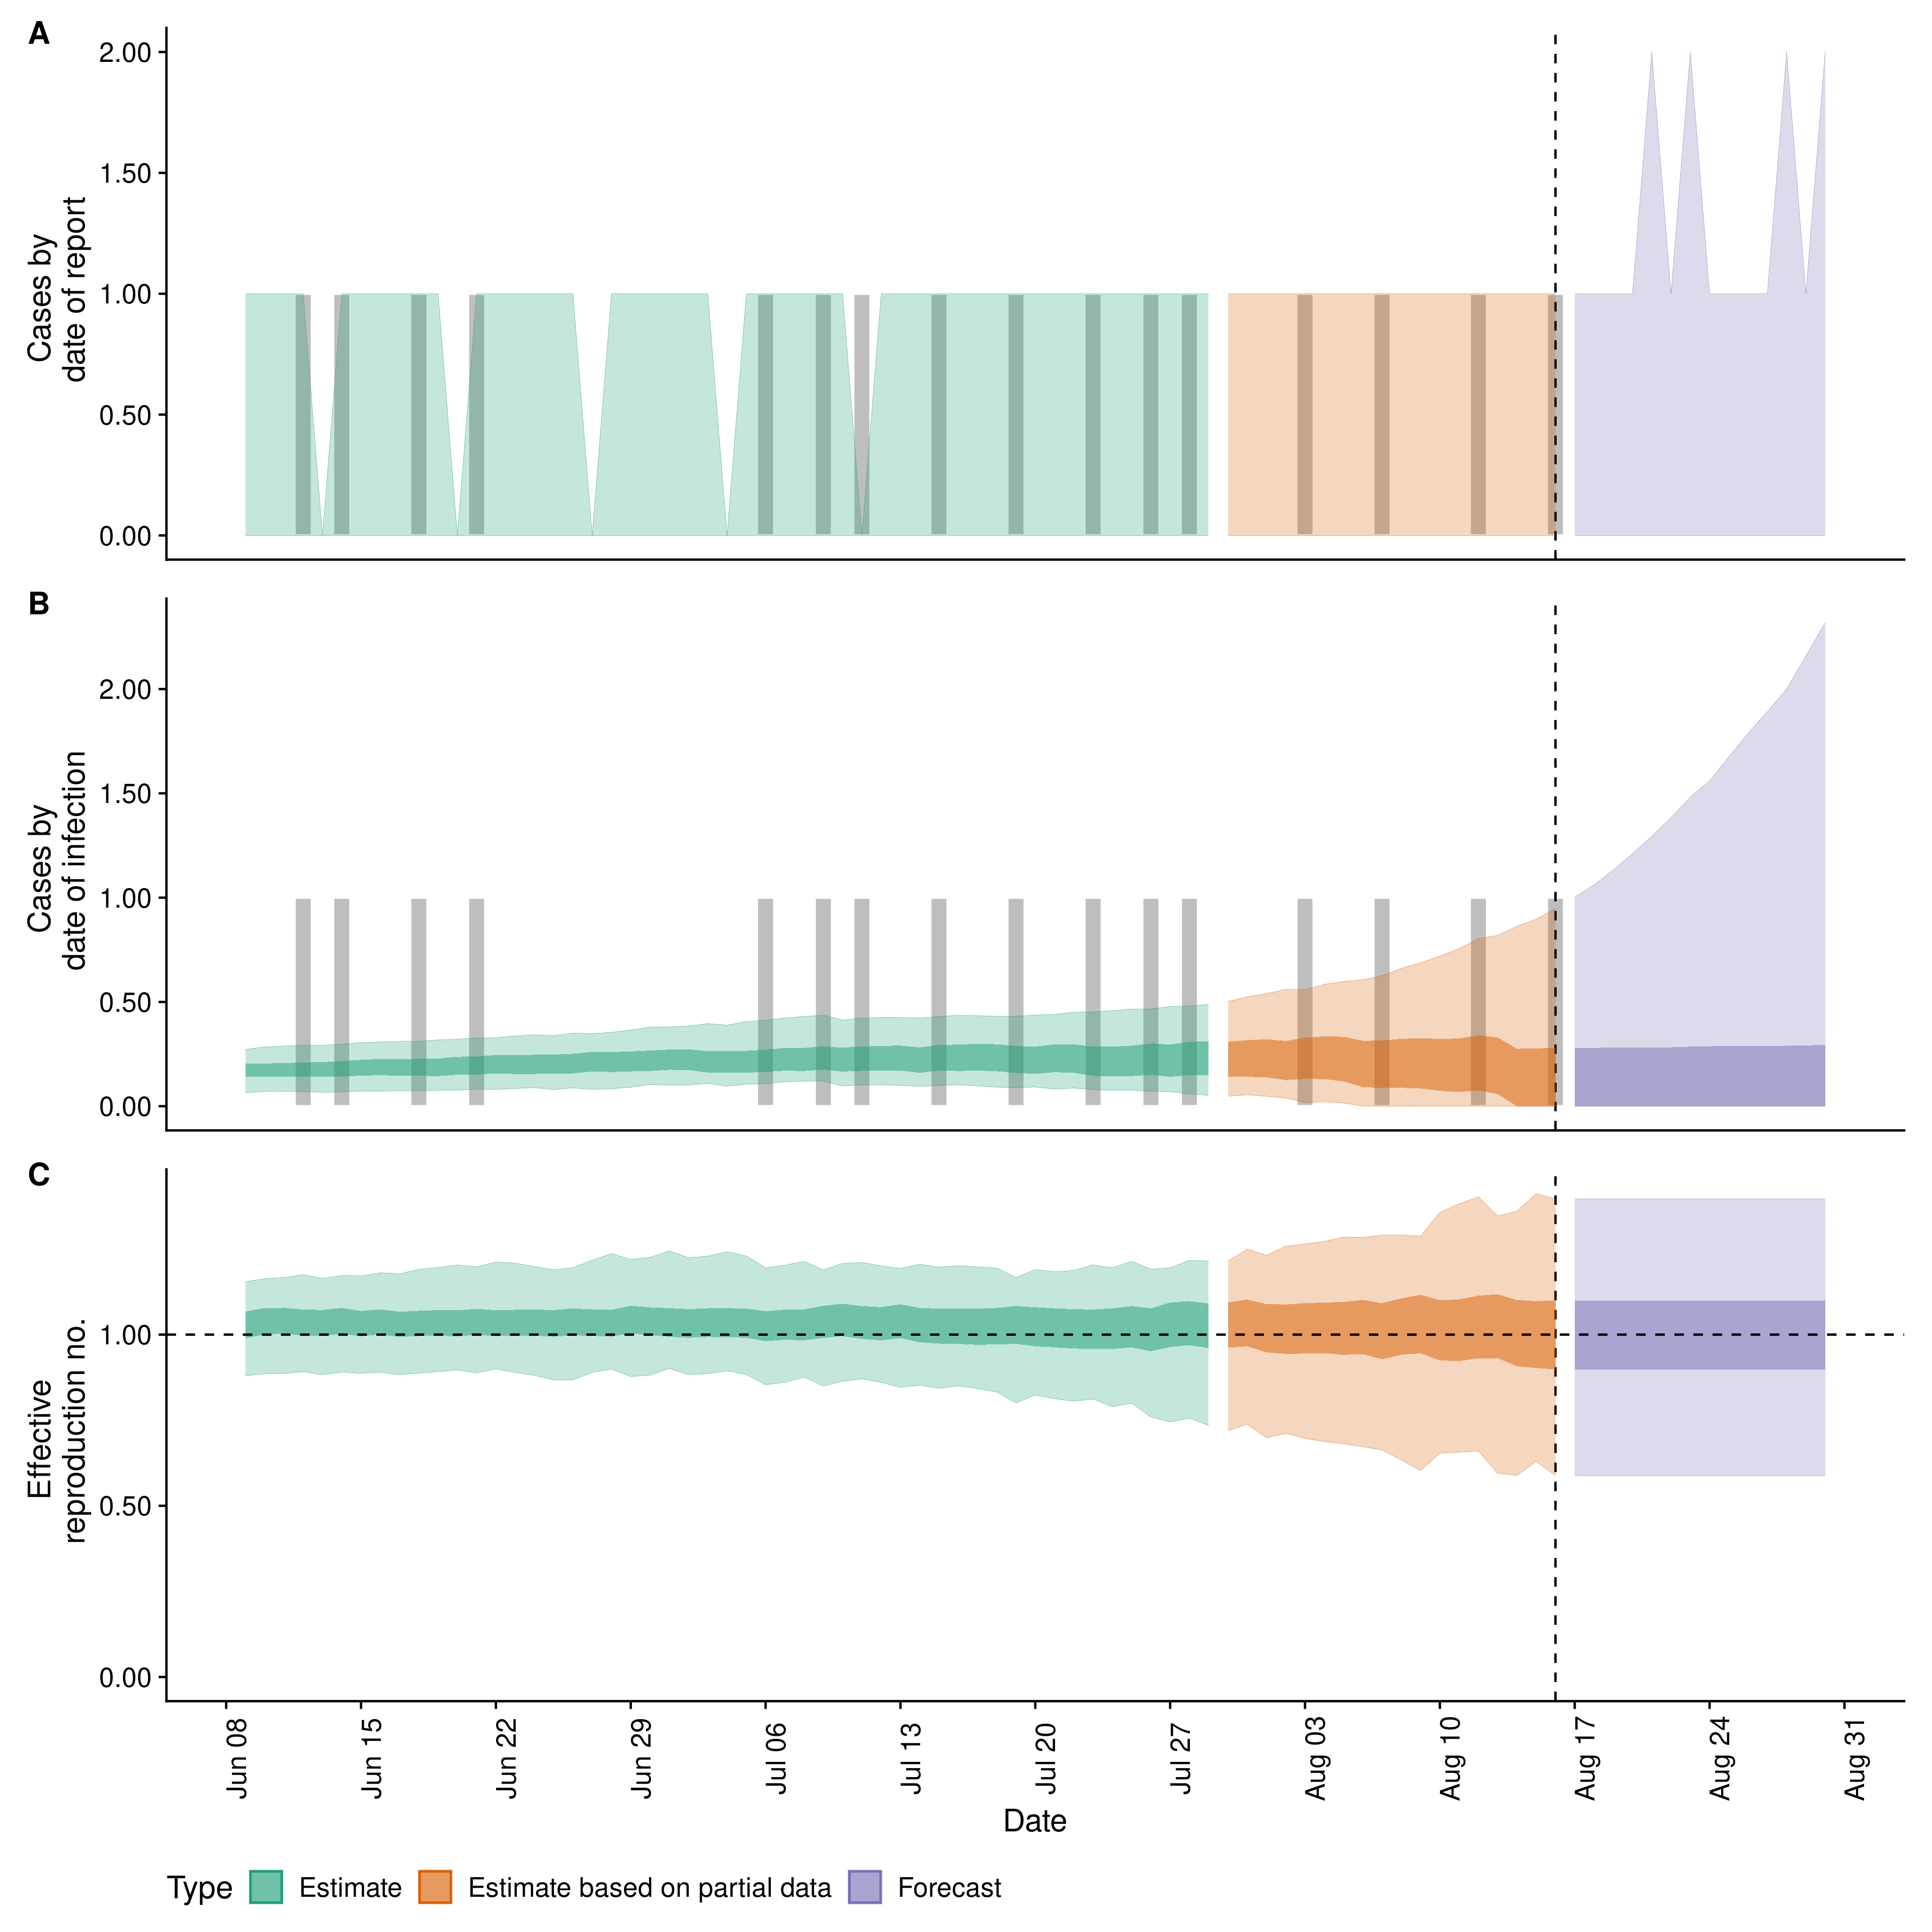 A
2.00
1.50
1.00
0.50
0.00
Cases by
date of report
B
2.00
1.50
1.00
0.50
0.00
Cases by
date of infection
C
1.00
0.50
0.00
Effective
reproduction no.
Jun 08
Jun 15
Jun 22
Jun 29
Jul 06
Jul 13
Jul 20
Jul 27
Aug 03
Aug 10
Aug 17
Aug 24
Aug 31
Date
Type Estimate Estimate based on partial data Forecast